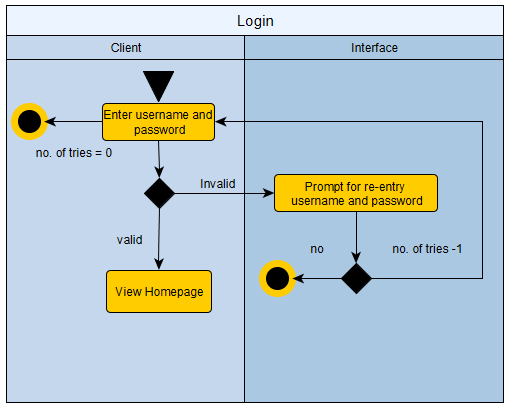 Login
Client
Interface
Enter username and
password
no. of tries = 0
Invalid
Prompt for re-entry
username and password
valid
no
no. of tries -1
View Homepage